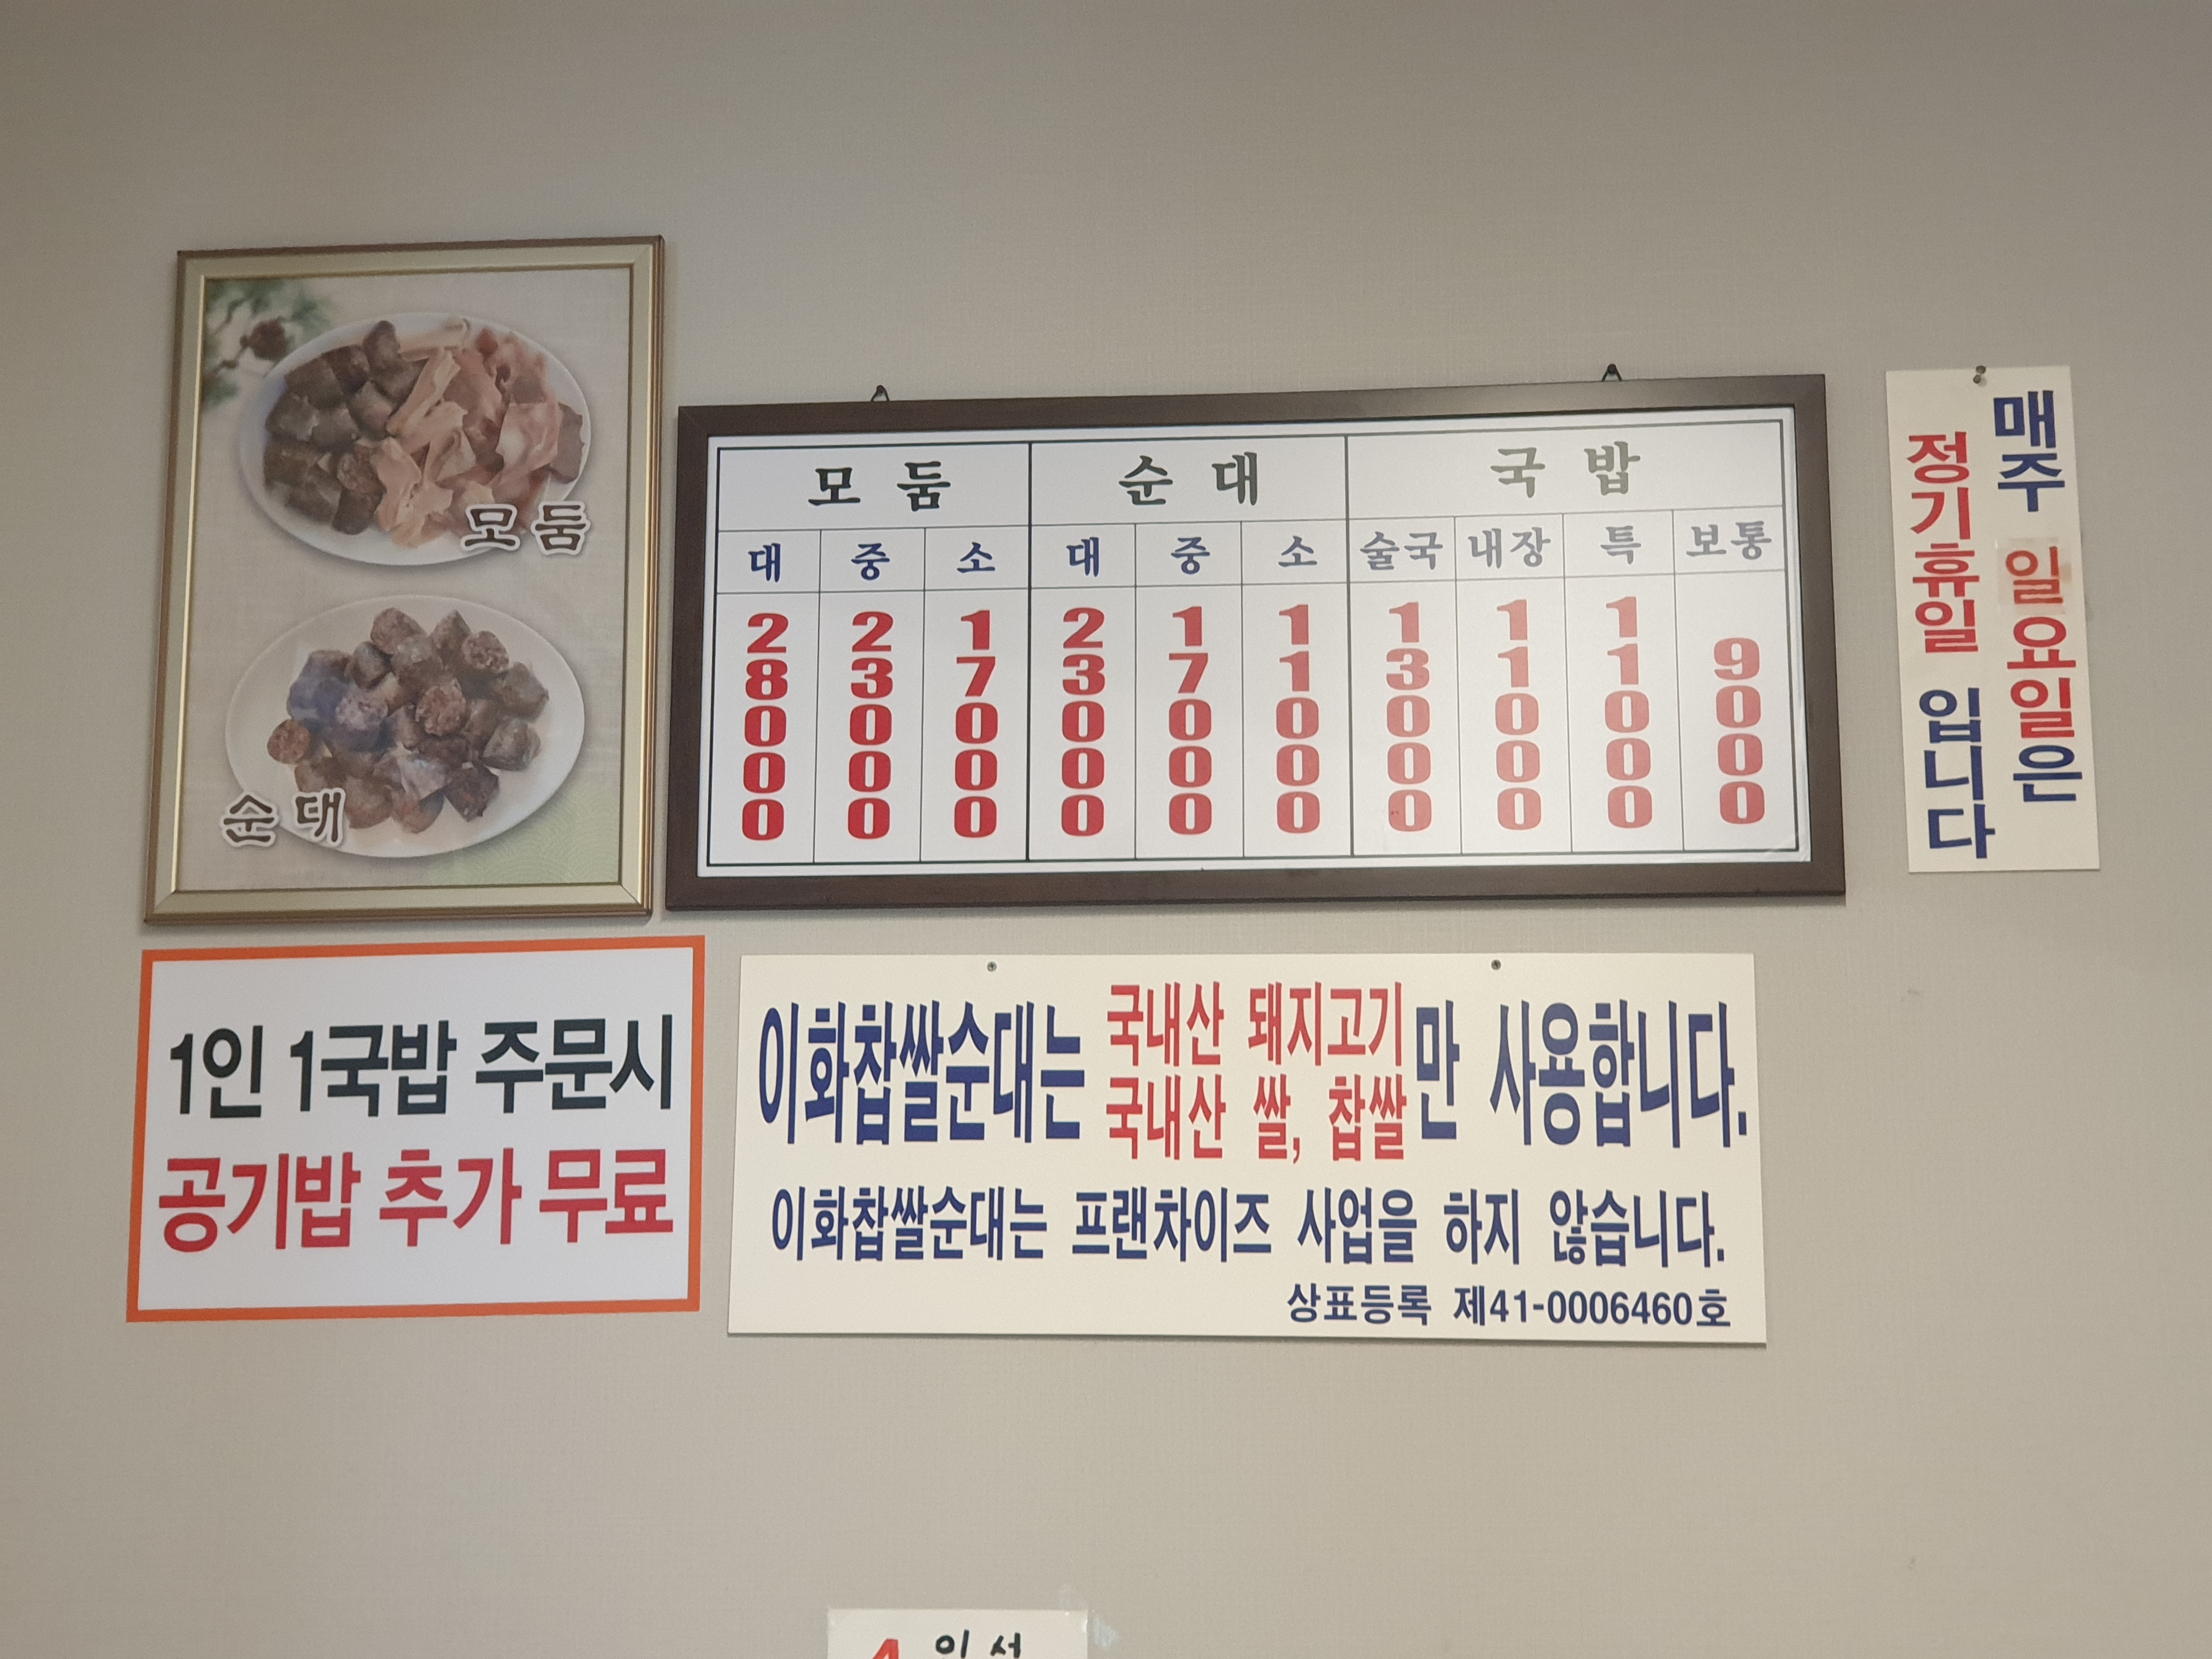 모둠
순대
모둠 순대 국밥
대 중 소 대 중 소 술국 내장 특 보통
28000 23000 17000 23000 17000 11000 13000 11000 11000 9000
매주 일요일은
정기휴일 입니다
1인 1국밥 주문시
공기밥 추가 무료
이화찹쌀순대는 국내산 돼지고기 국내산 쌀, 찹쌀만 사용합니다.
이화찹쌀순대는 프랜차이즈 사업을 하지 않습니다.
상표등록 제41-0006460호